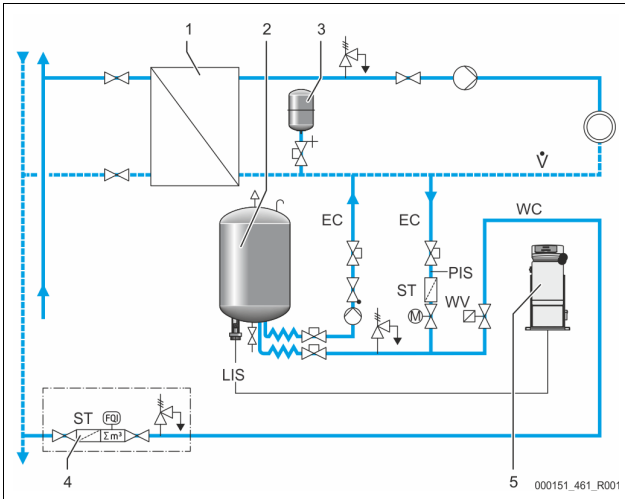 1
2
3
V̇
EC
EC
WC
PIS
ST
WV
M
LIS
ST
FQI
Σm³
4
5
000151_461_R001